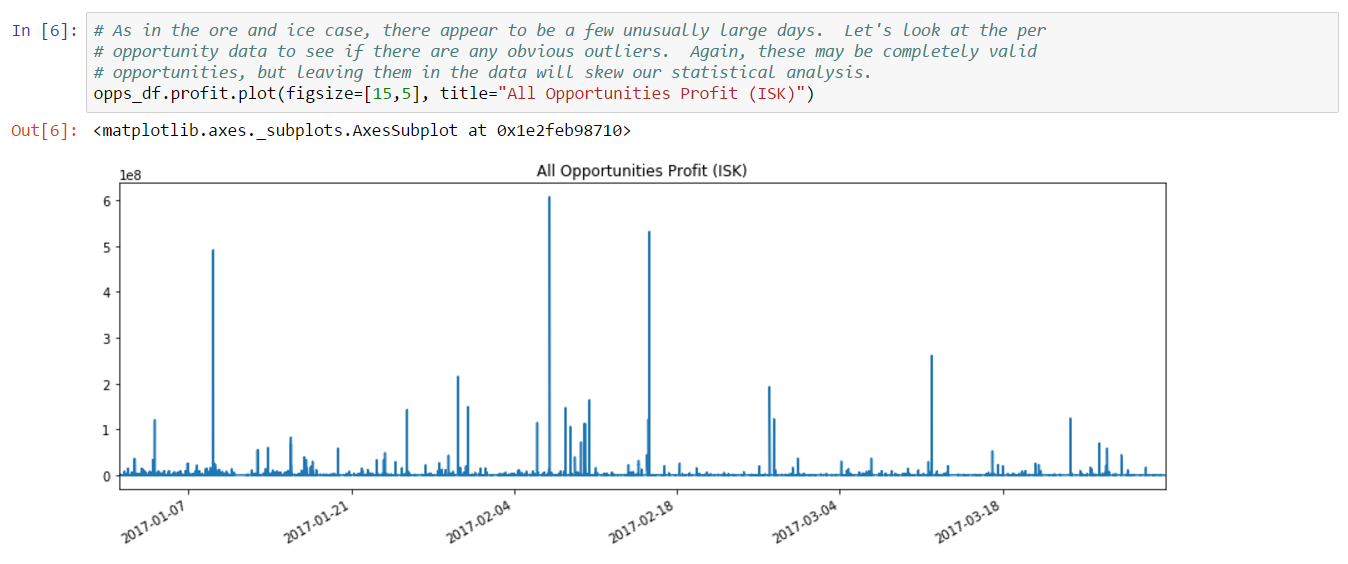 In [6]: # As in the ore and ice case, there appear to be a few unusually large days.  Let's look at the per
# opportunity data to see if there are any obvious outliers.  Again, these may be completely valid
# opportunities, but leaving them in the data will skew our statistical analysis.
opps_df.profit.plot(figsize=[15,5], title="All Opportunities Profit (ISK)")
Out[6]: <matplotlib.axes._subplots.AxesSubplot at 0x1e2feb98710>
All Opportunities Profit (ISK)
1e8
6
5
4
3
2
1
0
2017-01-07
2017-01-21
2017-02-04
2017-02-18
2017-03-04
2017-03-18